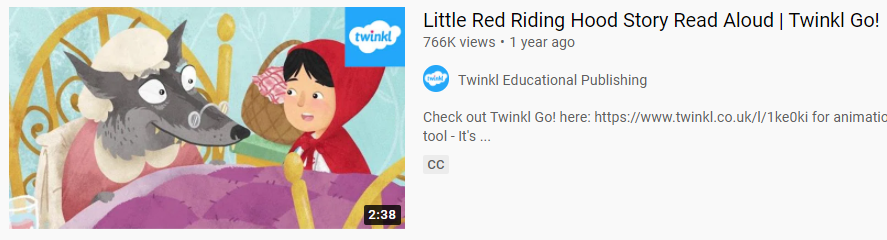 twinkl
2:38
Little Red Riding Hood Story Read Aloud | Twinkl Go!
766K views • 1 year ago
twinkl
Twinkl Educational Publishing
Check out Twinkl Go! here: https://www.twinkl.co.uk/l/1ke0ki for animatio
tool - It's ...
CC